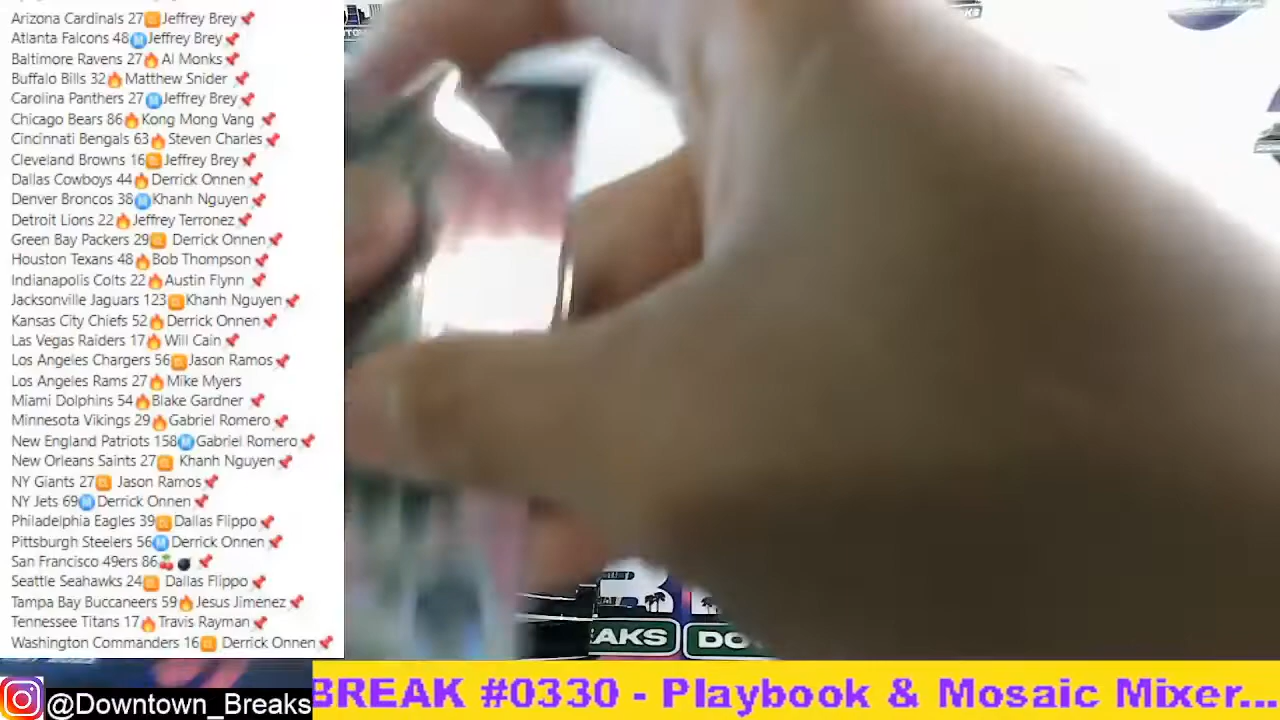 Arizona Cardinals 27 Jeffrey Brey
Atlanta Falcons 48 Ⓜ Jeffrey Brey
Baltimore Ravens 27🔥Al Monks📌
Buffalo Bills 32🔥Matthew Snider 📌
Carolina Panthers 27Ⓜ Jeffrey Brey📌
Chicago Bears 86🔥Kong Mong Vang 📌
Cincinnati Bengals 63🔥Steven Charles📌
Cleveland Browns 16 Jeffrey Brey📌
Dallas Cowboys 44🔥Derrick Onnen📌
Denver Broncos 38Ⓜ Khanh Nguyen📌
Detroit Lions 22🔥Jeffrey Terronez📌
Green Bay Packers 29 Derrick Onnen📌
Houston Texans 48🔥Bob Thompson📌
Indianapolis Colts 22🔥Austin Flynn 📌
Jacksonville Jaguars 123 Khanh Nguyen📌
Kansas City Chiefs 52🔥Derrick Onnen📌
Las Vegas Raiders 17🔥Will Cain📌
Los Angeles Chargers 56 Jason Ramos📌
Los Angeles Rams 27🔥Mike Myers
Miami Dolphins 54🔥Blake Gardner 📌
Minnesota Vikings 29🔥Gabriel Romero📌
New England Patriots 158Ⓜ Gabriel Romero📌
New Orleans Saints 27 Khanh Nguyen📌
NY Giants 27 Jason Ramos📌
NY Jets 69Ⓜ Derrick Onnen📌
Philadelphia Eagles 39 Dallas Flippo📌
Pittsburgh Steelers 56Ⓜ Derrick Onnen📌
San Francisco 49ers 86🍒💣 📌
Seattle Seahawks 24 Dallas Flippo📌
Tampa Bay Buccaneers 59🔥Jesus Jimenez📌
Tennessee Titans 17🔥Travis Rayman📌
Washington Commanders 16 Derrick Onnen📌
EAKS DO
@Downtown_Breaks
BREAK #0330 - Playbook & Mosaic Mixer...